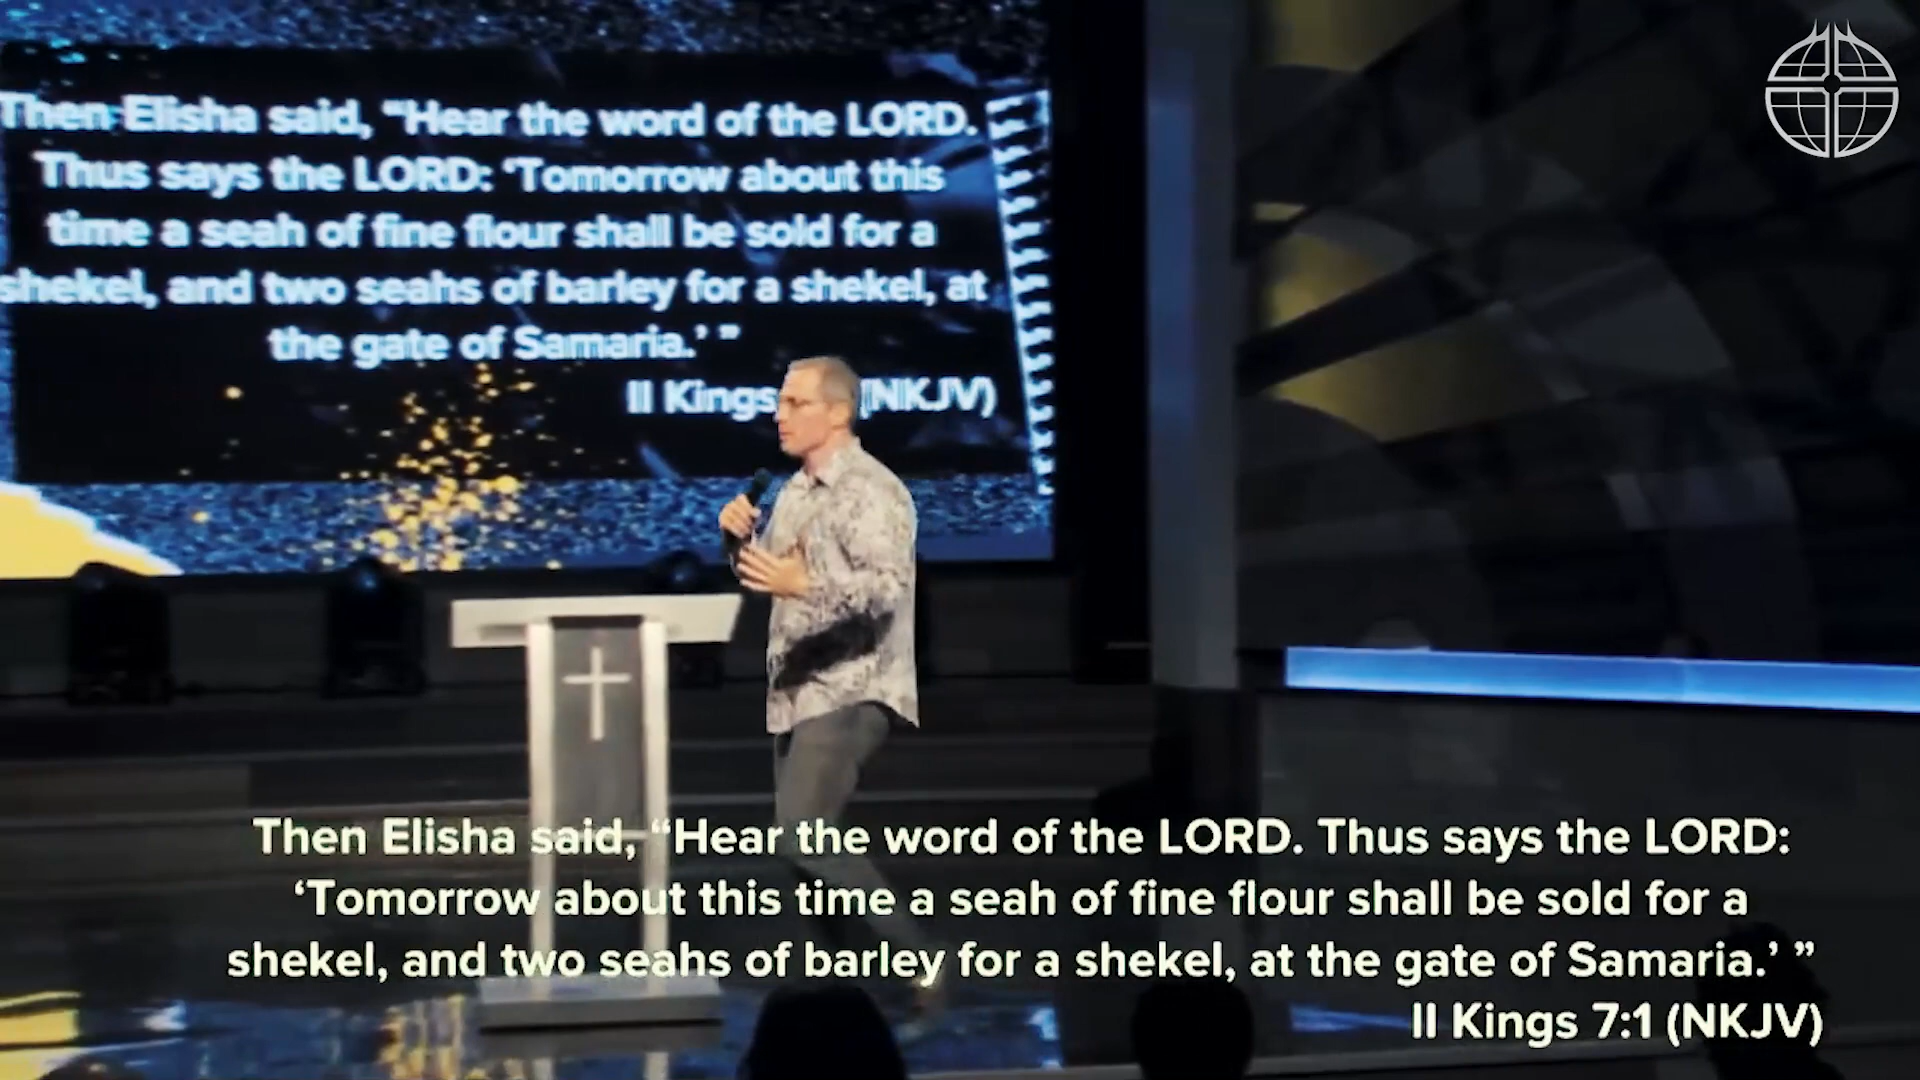 Then Elisha said, “Hear the word of the LORD.
Thus says the LORD: ‘Tomorrow about this
time a seah of fine flour shall be sold for a
shekel, and two seahs of barley for a shekel, at
the gate of Samaria.’ ”
II Kings (NKJV)
Then Elisha said, “Hear the word of the LORD. Thus says the LORD:
‘Tomorrow about this time a seah of fine flour shall be sold for a
shekel, and two seahs of barley for a shekel, at the gate of Samaria.’ ”
II Kings 7:1 (NKJV)